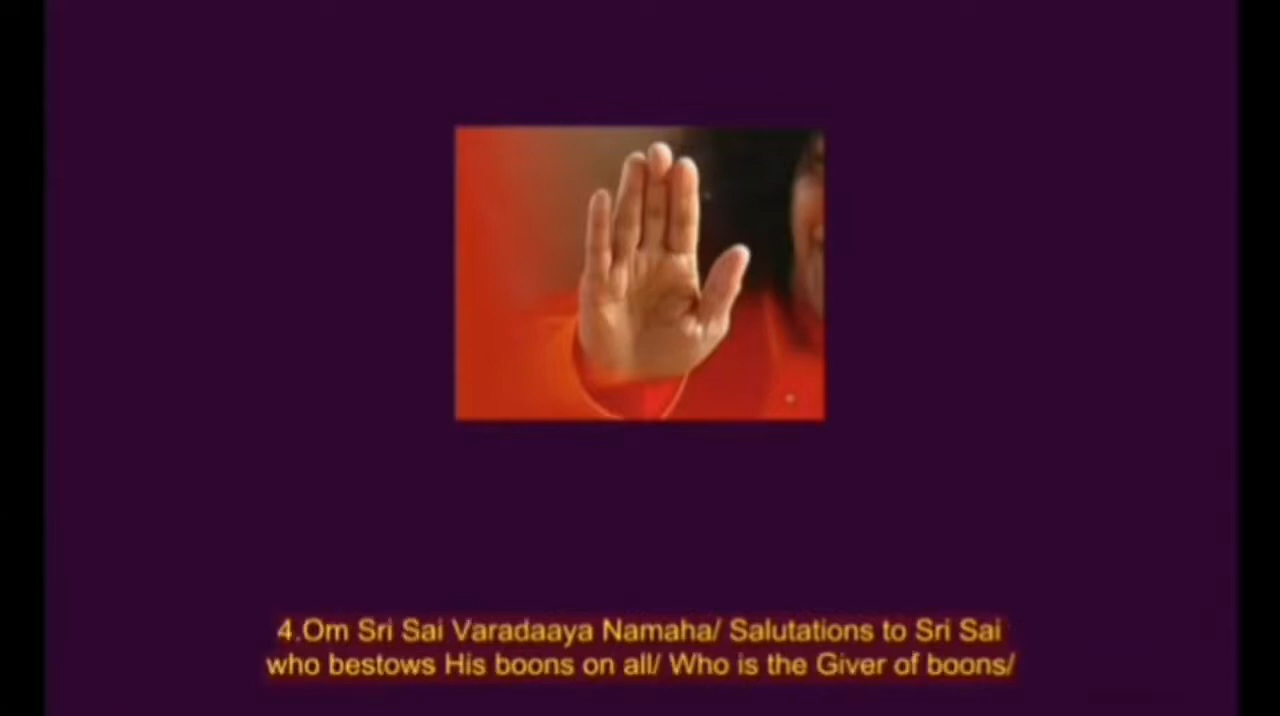 4.Om Sri Sai Varadaaya Namaha/ Salutations to Sri Sai
who bestows His boons on all/ Who is the Giver of boons/